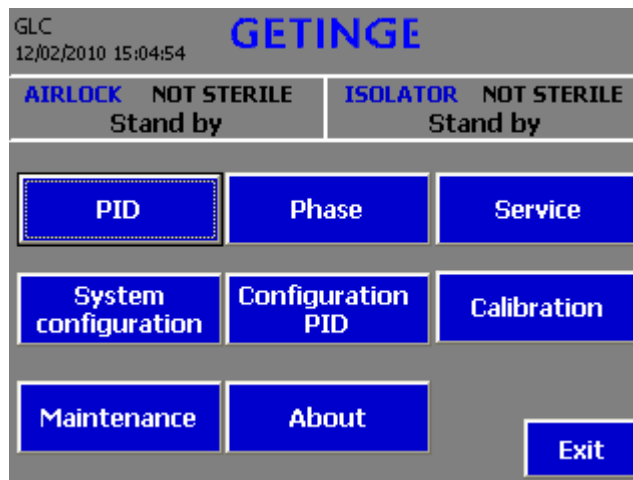 GLC
12/02/2010 15:04:54
GETINGE
AIRLOCK NOT STERILE
Stand by
ISOLATOR NOT STERILE
Stand by
PID
Phase
Service
System
configuration
Configuration
PID
Calibration
Maintenance
About
Exit